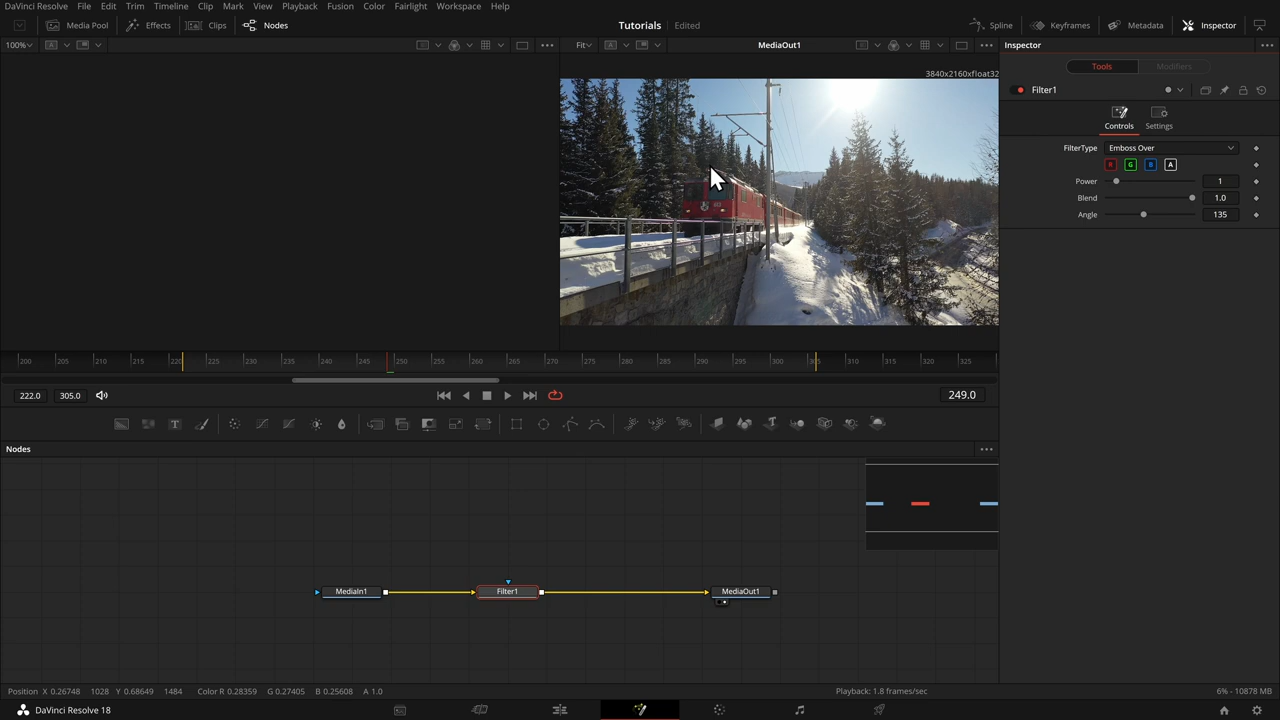 DaVinci Resolve File Edit Trim Timeline Clip Mark View Playback Fusion Color Fairlight Workspace Help
Media Pool Effects Clips Nodes Tutorials Edited Spline Keyframes Metadata Inspector
100% Fit MediaOut1 Inspector
3840x2160xfloat32
Tools Modifiers
Filter1
Controls Settings
FilterType Emboss Over
R G B A
Power 1
Blend 1.0
Angle 135
200 205 210 215 220 225 230 235 240 245 250 255 260 265 270 275 280 285 290 295 300 305 310 315 320 325
222.0 305.0 249.0
Nodes
MediaIn1 Filter1 MediaOut1
Position X 0.26748 1028 Y 0.68649 1484 Color R 0.28359 G 0.27405 B 0.25608 A 1.0 Playback: 1.8 frames/sec 6% - 10878 MB
DaVinci Resolve 18